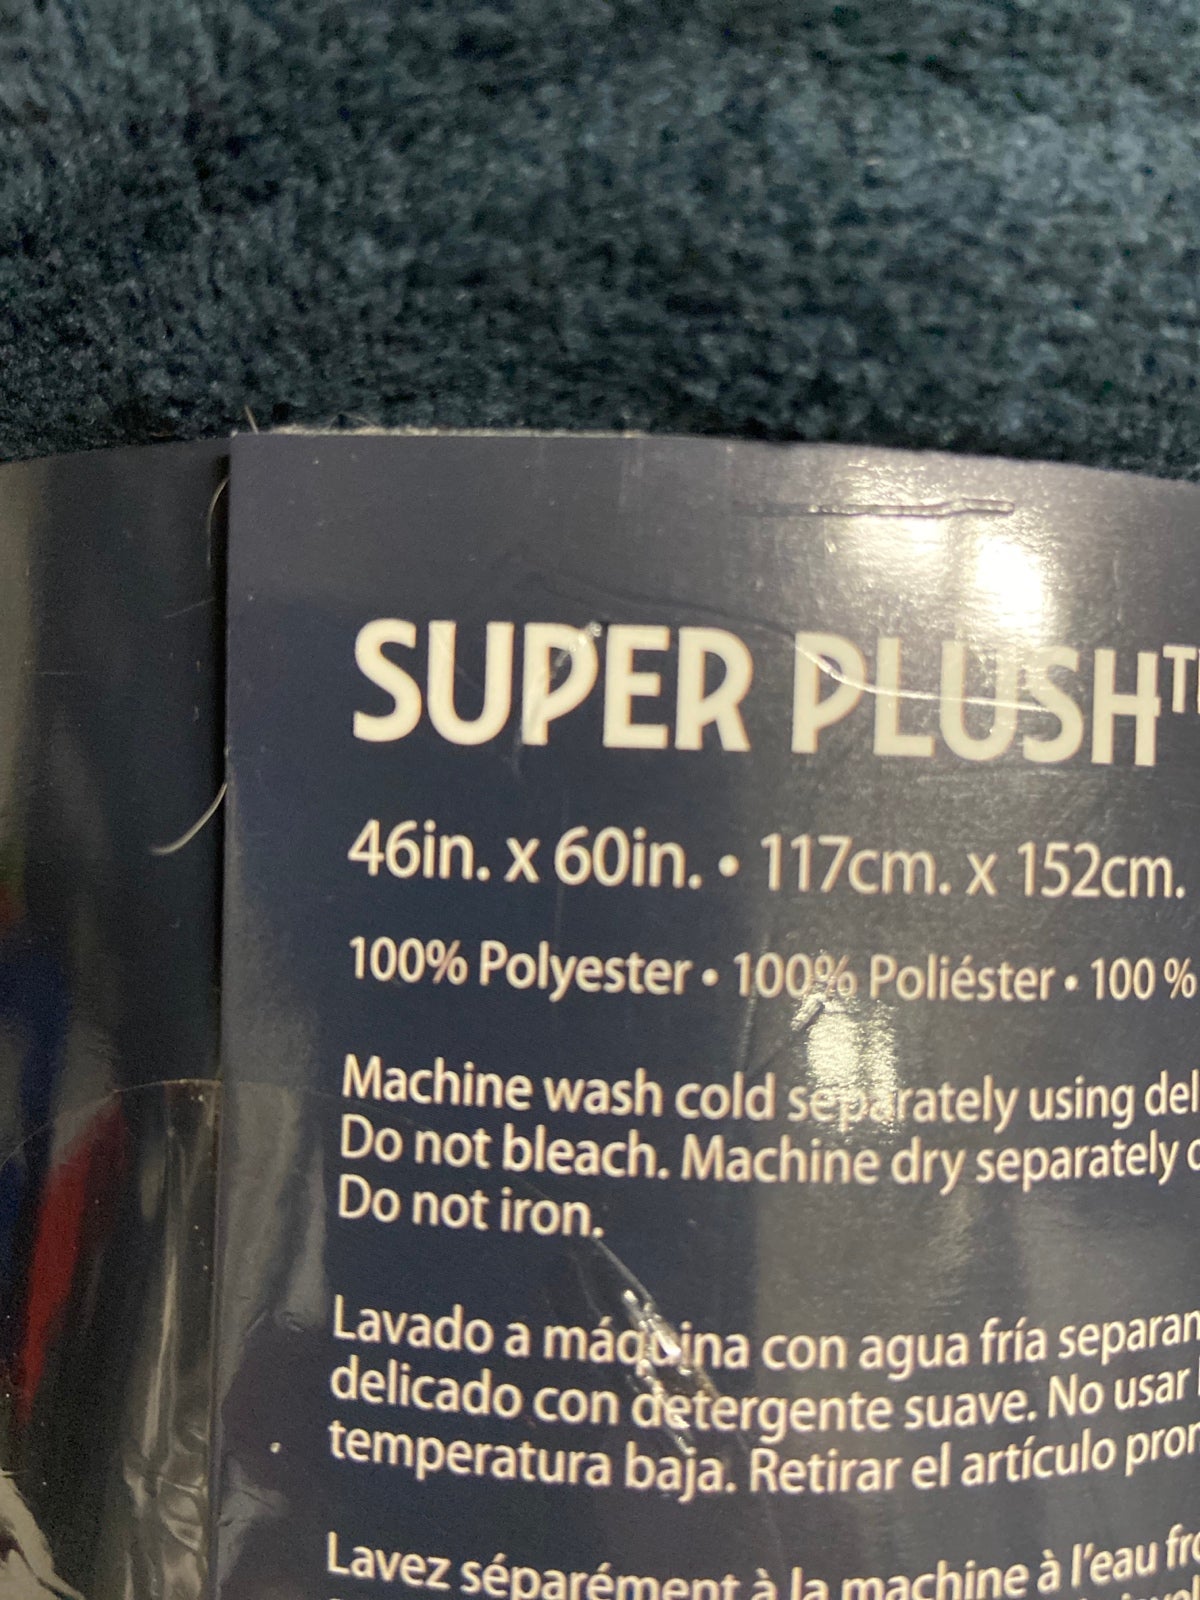 SUPER PLUSH
46in. x 60in. • 117cm. x 152cm.
100% Polyester • 100% Poliéster • 100 %
Machine wash cold separately using
Do not bleach. Machine dry separately
Do not iron.
Lavado a máquina con agua fría
delicado con detergente suave. No usar
temperatura baja. Retirar el artículo
Lavez séparément à la machine à l'eau